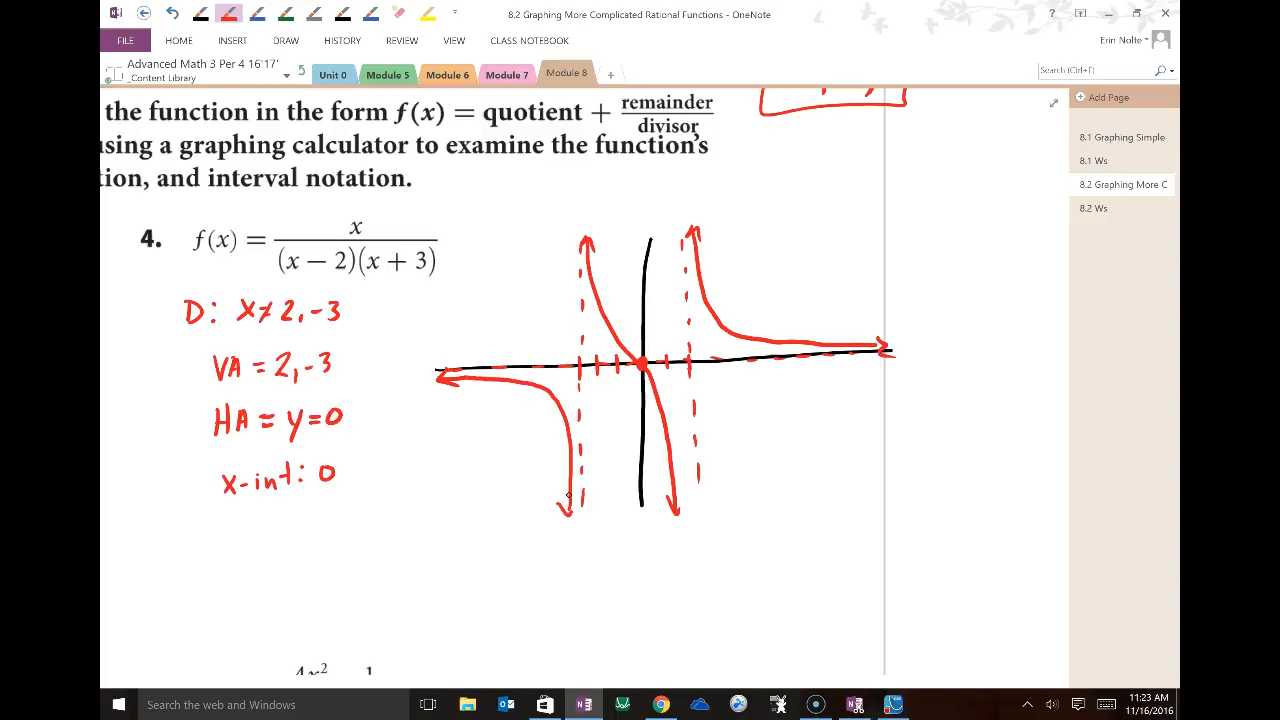 8.2 Graphing More Complicated Rational Functions - OneNote
?
FILE
HOME
INSERT
DRAW
HISTORY
REVIEW
VIEW
CLASS NOTEBOOK
Erin Nolte
Advanced Math 3 Per 4 16'17'
_Content Library
Unit 0
Module 5
Module 6
Module 7
Module 8
+
Search (Ctrl+E)
Add Page
8.1 Graphing Simple
8.1 Ws
8.2 Graphing More C
8.2 Ws
the function in the form f(x) = quotient + remainder/divisor
using a graphing calculator to examine the function's
tion, and interval notation.
4. f(x) = x/((x − 2)(x + 3))
D: x ≠ 2, -3
VA = 2, -3
HA = y = 0
x-int: 0
Search the web and Windows
11:23 AM
11/16/2016